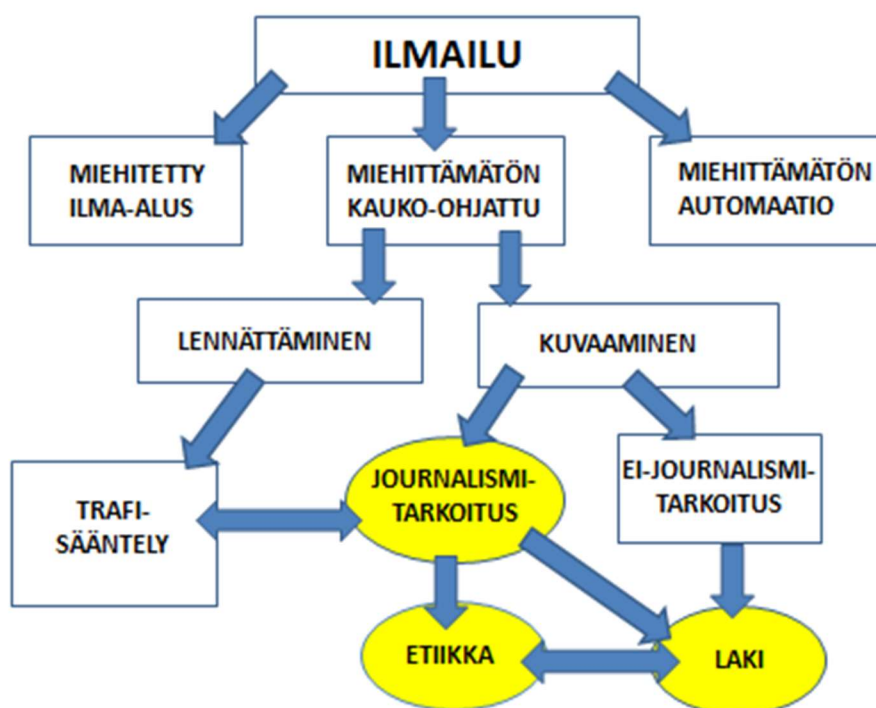 ILMAILU
MIEHITETTY
ILMA-ALUS
MIEHITTÄMÄTÖN
KAUKO-OHJATTU
MIEHITTÄMÄTÖN
AUTOMAATIO
LENNÄTTÄMINEN
KUVAAMINEN
TRAFI-
SÄÄNTELY
JOURNALISMI-
TARKOITUS
EI-JOURNALISMI-
TARKOITUS
ETIIKKA
LAKI